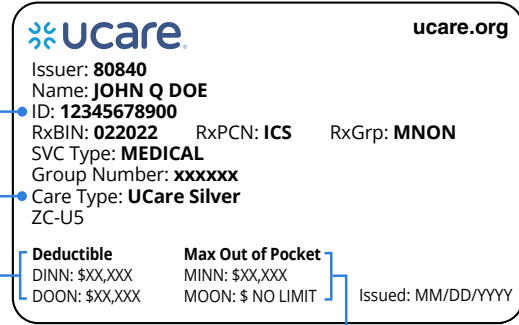 ucare.
ucare.org
Issuer: 80840
Name: JOHN Q DOE
ID: 12345678900
RxBIN: 022022 RxPCN: ICS RxGrp: MNON
SVC Type: MEDICAL
Group Number: xxxxxx
Care Type: UCare Silver
ZC-U5
Deductible Max Out of Pocket
DINN: $XX,XXX MINN: $XX,XXX
DOON: $XX,XXX MOON: $ NO LIMIT Issued: MM/DD/YYYY